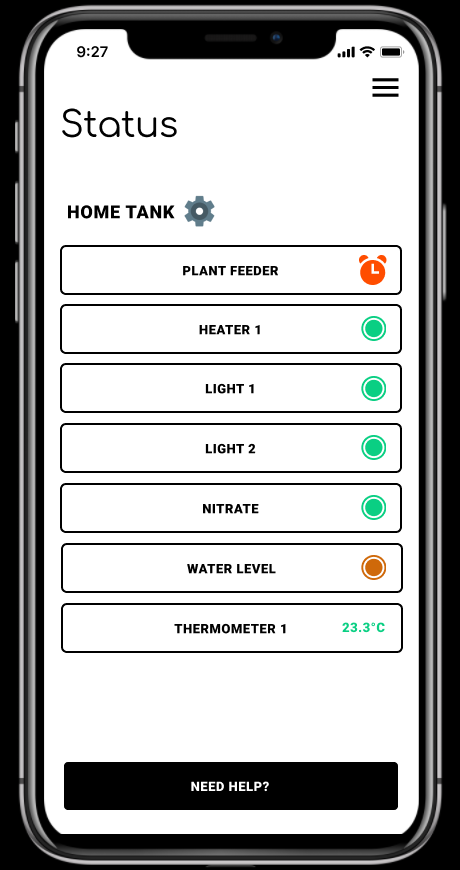 9:27
Status
HOME TANK
PLANT FEEDER
HEATER 1
LIGHT 1
LIGHT 2
NITRATE
WATER LEVEL
THERMOMETER 1 23.3°C
NEED HELP?